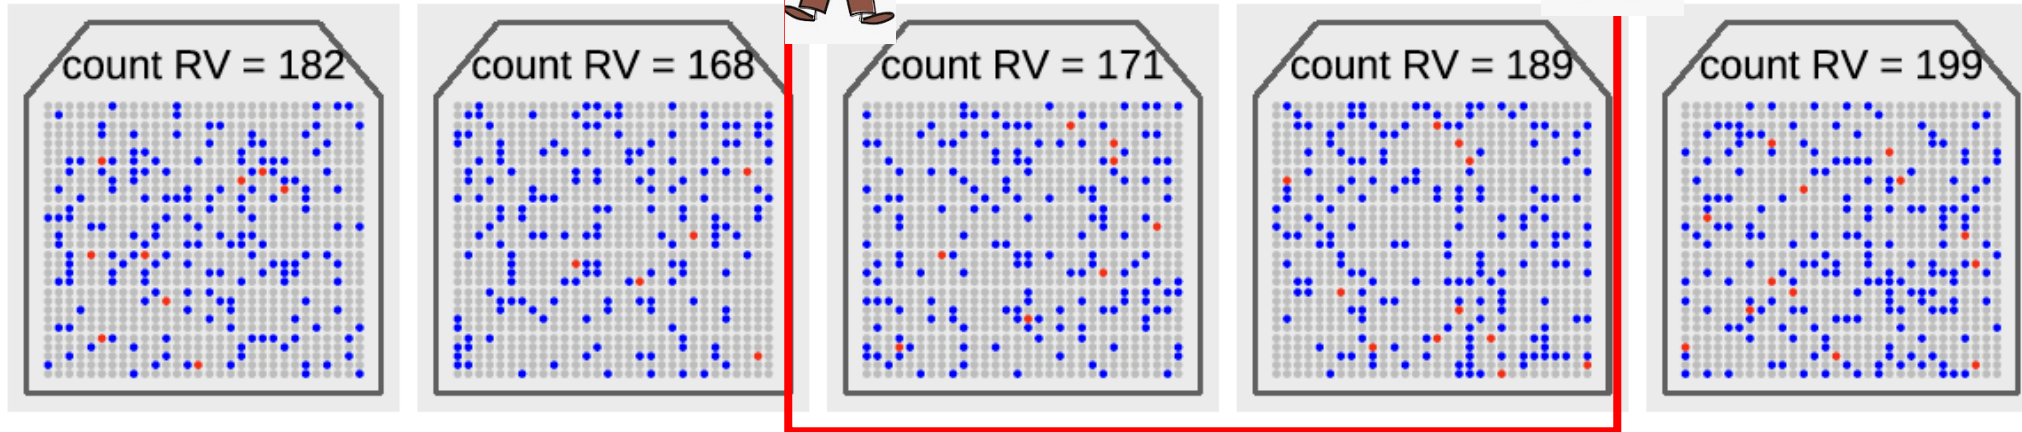 count RV = 182
count RV = 168
count RV = 171
count RV = 189
count RV = 199